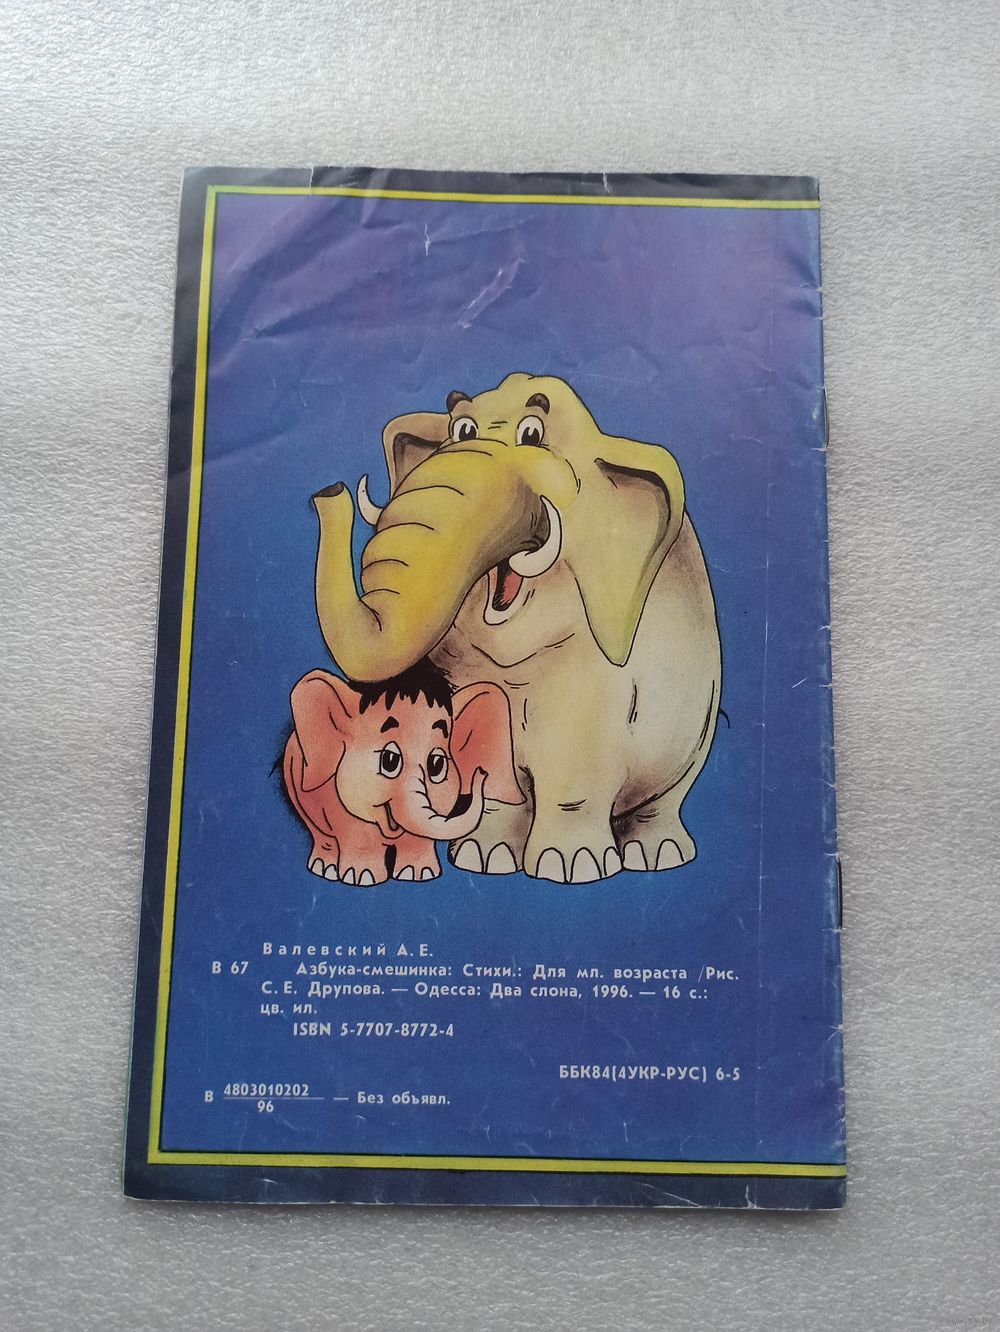 Валевский А. Е.
В 67 Азбука-смешинка: Стихи.: Для мл. возраста /Рис.
С. Е. Друпова. — Одесса: Два слона, 1996. — 16 с.:
цв. ил.
ISBN 5-7707-8772-4
ББК84(4УКР-РУС) 6-5
В 4803010202
96 — Без объявл.